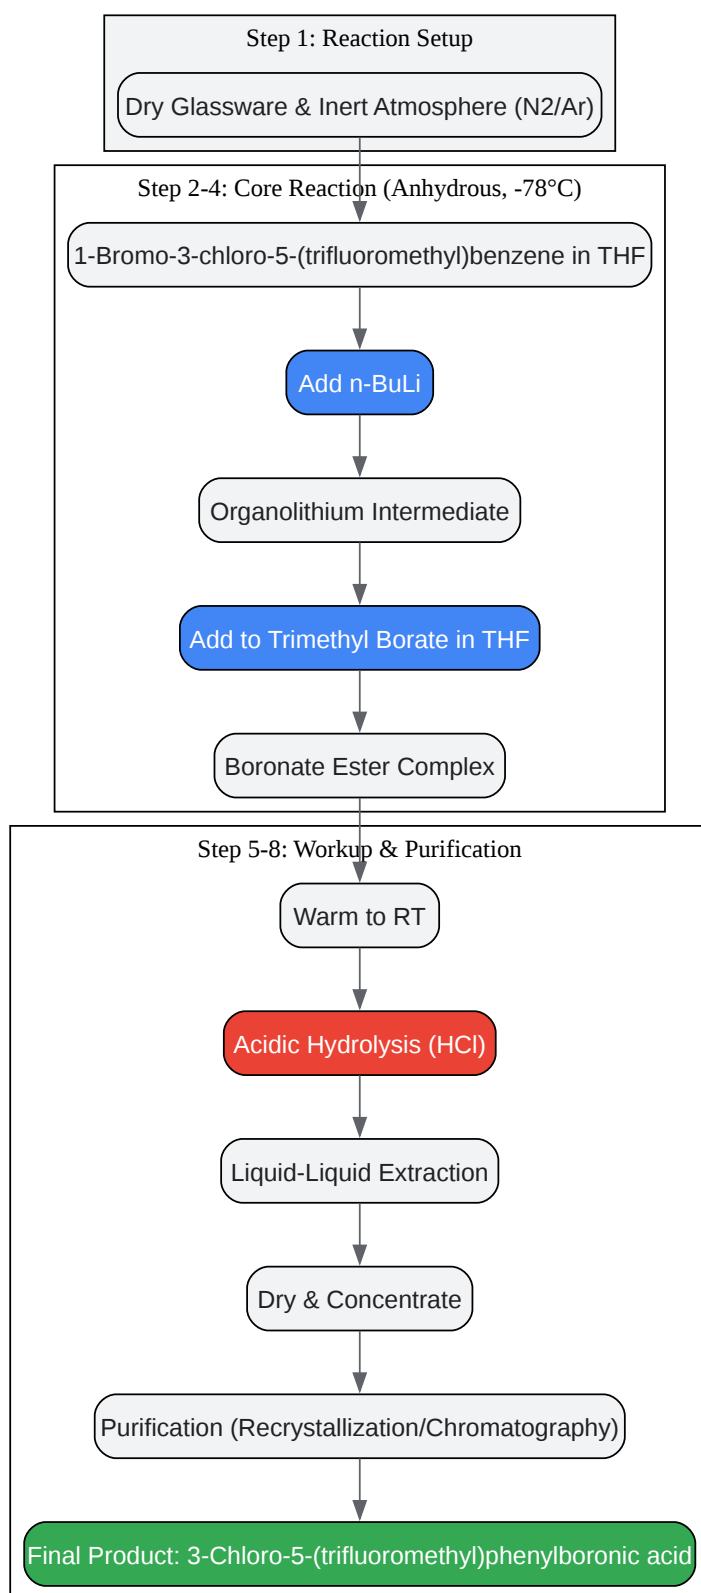 Step 1: Reaction Setup
Dry Glassware & Inert Atmosphere (N2/Ar)
Step 2-4: Core Reaction (Anhydrous, -78°C)
1-Bromo-3-chloro-5-(trifluoromethyl)benzene in THF
Add n-BuLi
Organolithium Intermediate
Add to Trimethyl Borate in THF
Boronate Ester Complex
Step 5-8: Workup & Purification
Warm to RT
Acidic Hydrolysis (HCl)
Liquid-Liquid Extraction
Dry & Concentrate
Purification (Recrystallization/Chromatography)
Final Product: 3-Chloro-5-(trifluoromethyl)phenylboronic acid